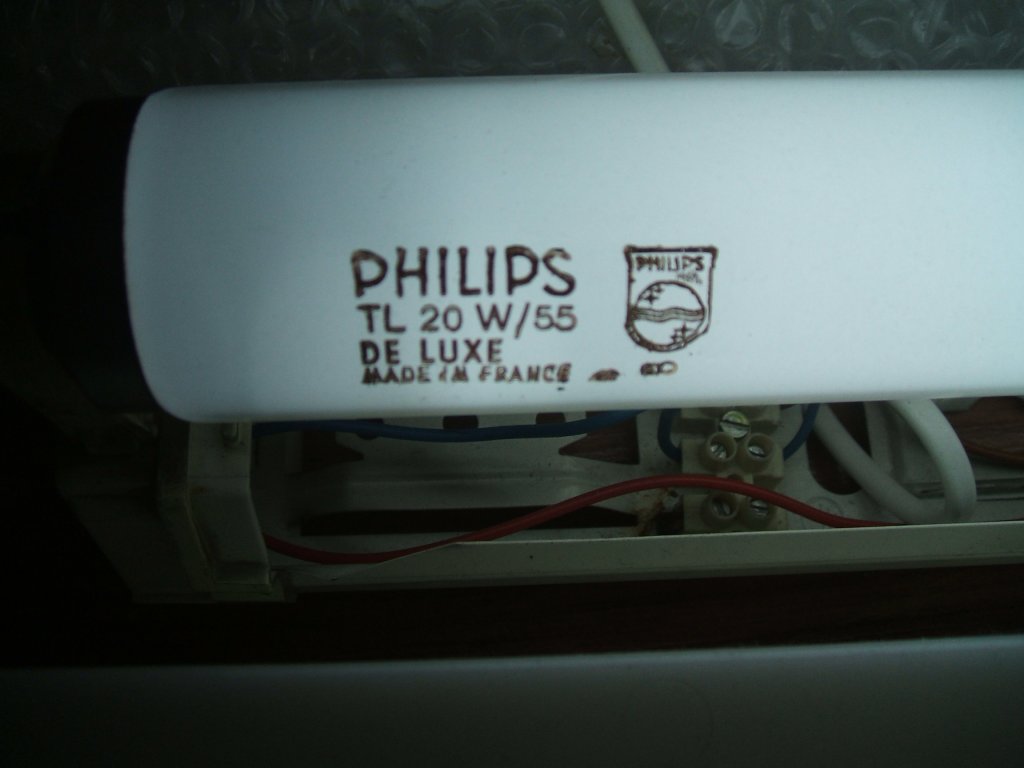 PHILIPS
TL 20 W/55
DE LUXE
MADE IN FRANCE
PHILIPS